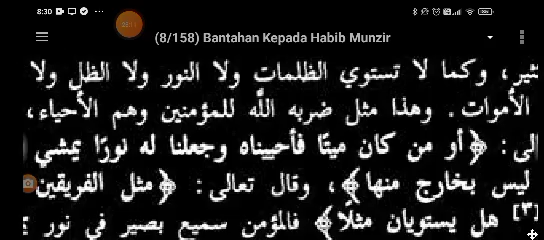 8:30
(8/158) Bantahan Kepada Habib Munzir
ثير، وكما لا تستوي الظلمات ولا النور ولا الظل ولا
الأموات. وهذا مثل ضربه الله للمؤمنين وهم الأحياء،
لى: ﴿أو من كان ميتًا فأحييناه وجعلنا له نورًا يمشي
ليس بخارج منها﴾، وقال تعالى: ﴿مثل الفريقين
[٣] هل يستويان مثلًا﴾ فالمؤمن سميع بصير في نور